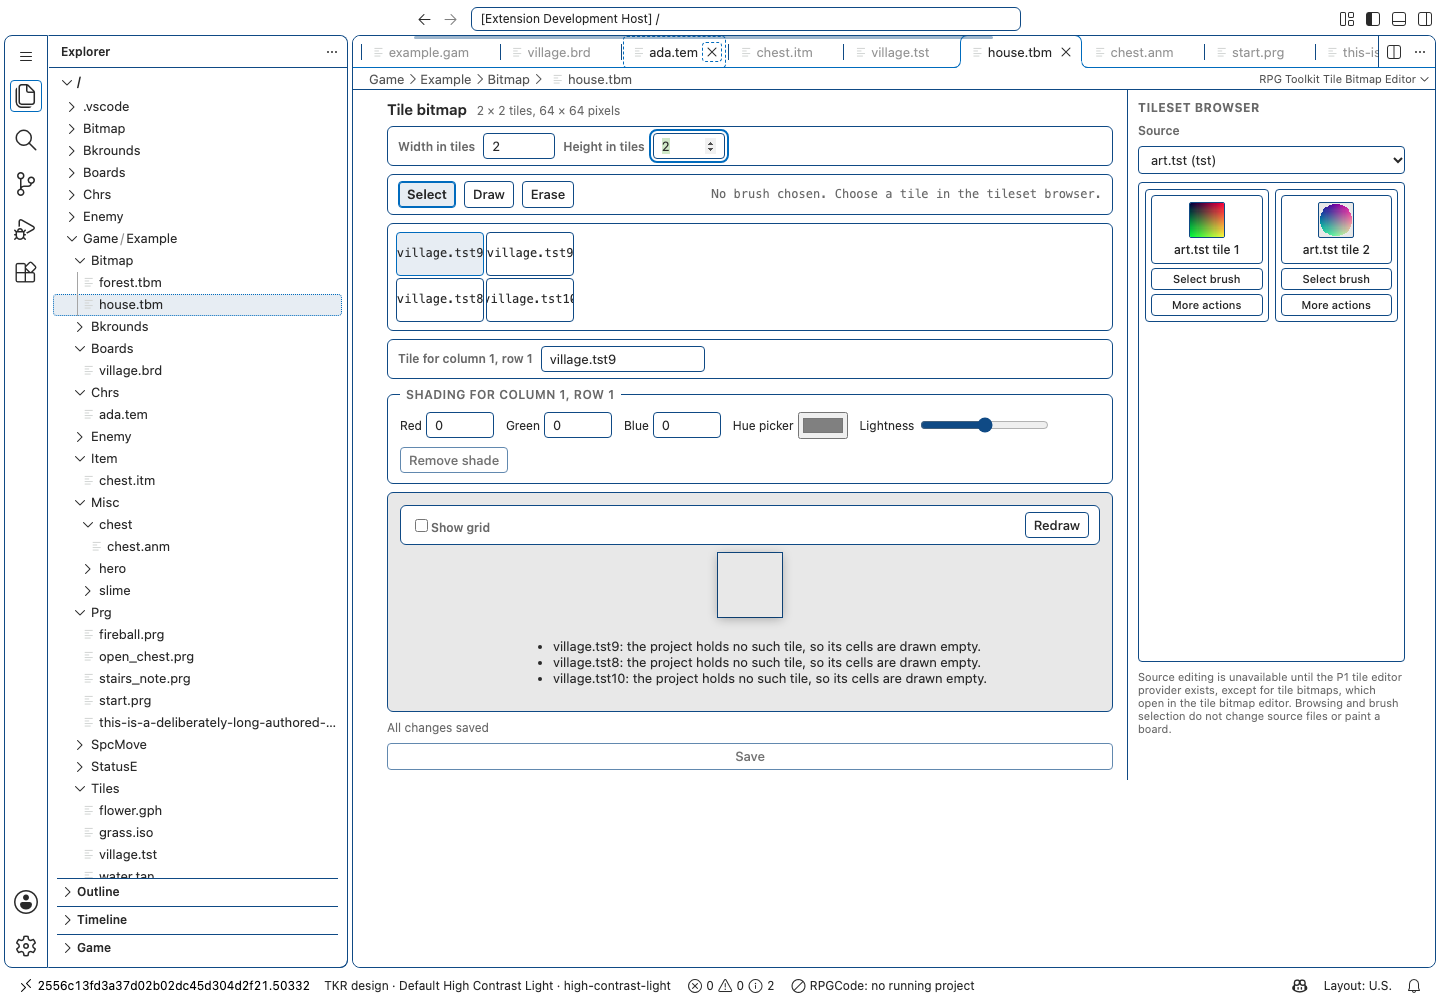 [Extension Development Host] /
Explorer
/
.vscode
Bitmap
Bkrounds
Boards
Chrs
Enemy
Game / Example
Bitmap
forest.tbm
house.tbm
Bkrounds
Boards
village.brd
Chrs
ada.tem
Enemy
Item
chest.itm
Misc
chest
chest.anm
hero
slime
Prg
fireball.prg
open_chest.prg
stairs_note.prg
start.prg
this-is-a-deliberately-long-authored-...
SpcMove
StatusE
Tiles
flower.gph
grass.iso
village.tst
water.tan
Outline
Timeline
Game
example.gam
village.brd
ada.tem
chest.itm
village.tst
house.tbm
chest.anm
start.prg
this-is
Game > Example > Bitmap > house.tbm
RPG Toolkit Tile Bitmap Editor
Tile bitmap 2 × 2 tiles, 64 × 64 pixels
Width in tiles 2 Height in tiles 2
Select Draw Erase No brush chosen. Choose a tile in the tileset browser.
village.tst9 village.tst9
village.tst8 village.tst10
Tile for column 1, row 1 village.tst9
SHADING FOR COLUMN 1, ROW 1
Red 0 Green 0 Blue 0 Hue picker Lightness
Remove shade
Show grid Redraw
• village.tst9: the project holds no such tile, so its cells are drawn empty.
• village.tst8: the project holds no such tile, so its cells are drawn empty.
• village.tst10: the project holds no such tile, so its cells are drawn empty.
All changes saved
Save
TILESET BROWSER
Source
art.tst (tst)
art.tst tile 1 art.tst tile 2
Select brush Select brush
More actions More actions
Source editing is unavailable until the P1 tile editor
provider exists, except for tile bitmaps, which
open in the tile bitmap editor. Browsing and brush
selection do not change source files or paint a
board.
2556c13fd3a37d02b02dc45d304d2f21.50332 TKR design · Default High Contrast Light · high-contrast-light 0 0 2 RPGCode: no running project Layout: U.S.